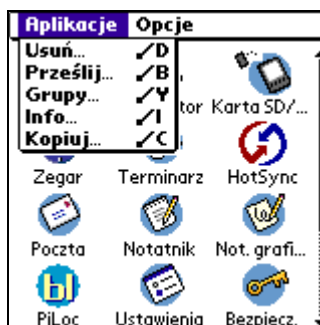 Aplikacje Opcje
Usuń... ⁄D
Prześlij... ⁄B
Grupy... ⁄Y
Info... ⁄I
Kopiuj... ⁄C
tor Karta SD/...
Zegar Terminarz HotSync
Poczta Notatnik Not. grafi...
PiLoc Ustawienia Bezpiecz.